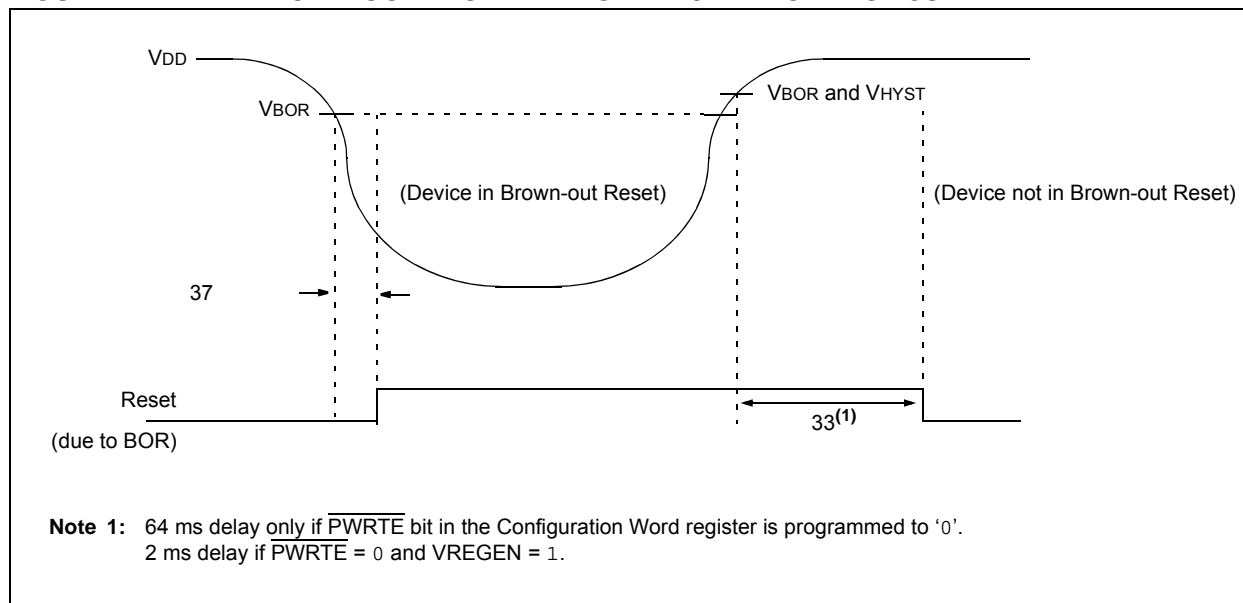 VDD
VBOR
VBOR and VHYST
(Device in Brown-out Reset)
(Device not in Brown-out Reset)
37
Reset
(due to BOR)
33(1)
Note 1: 64 ms delay only if PWRTE bit in the Configuration Word register is programmed to ‘0’.
2 ms delay if PWRTE = 0 and VREGEN = 1.